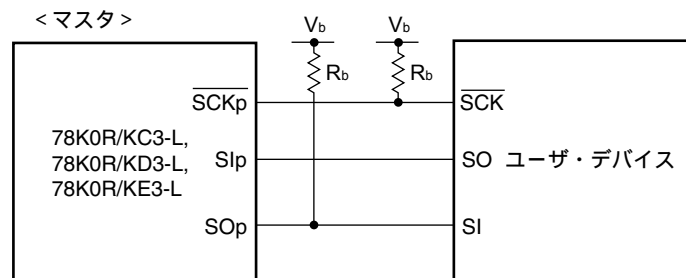 <マスタ>
Vb Vb
Rb Rb
SCKp SCK
78K0R/KC3-L,
78K0R/KD3-L,
78K0R/KE3-L
SIp SO ユーザ・デバイス
SOp SI